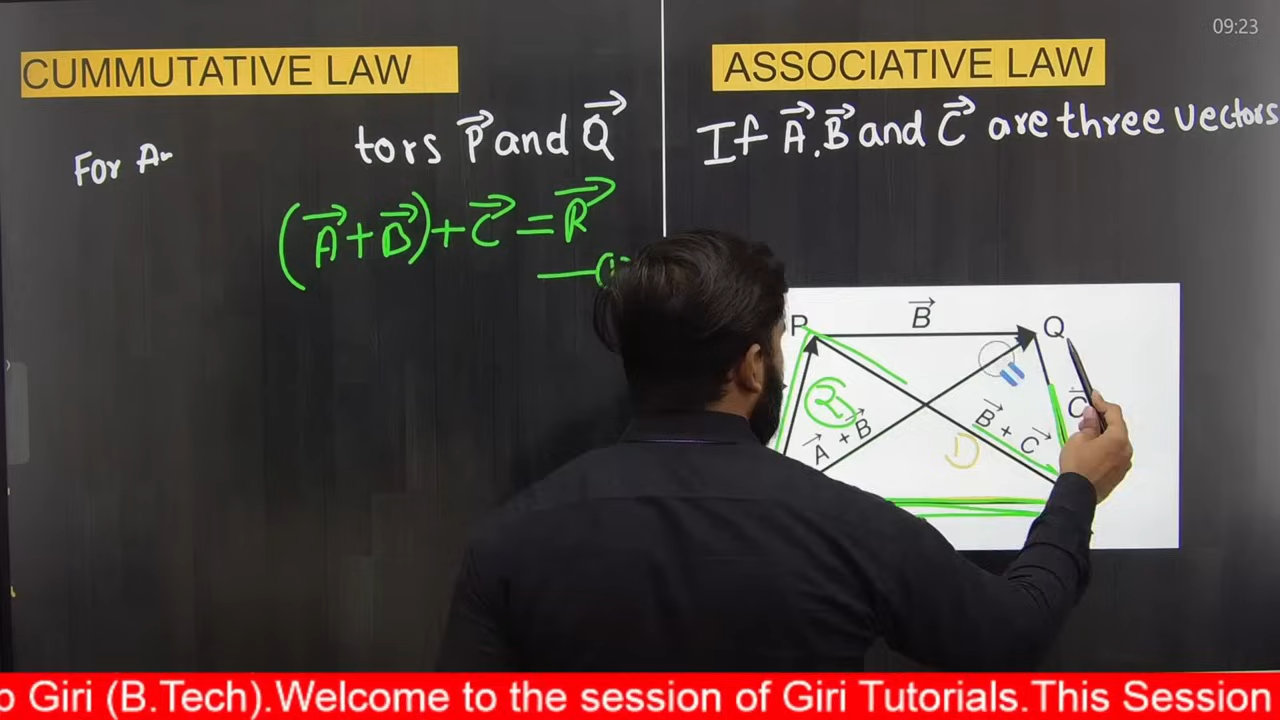 09:23
CUMMUTATIVE LAW
For An
tors P⃗ and Q⃗
(A⃗+B⃗)+C⃗=R⃗
ASSOCIATIVE LAW
If A⃗,B⃗ and C⃗ are three vectors
P
B⃗
Q
A⃗ + B⃗
B⃗ + C⃗
C
Giri (B.Tech).Welcome to the session of Giri Tutorials.This Session